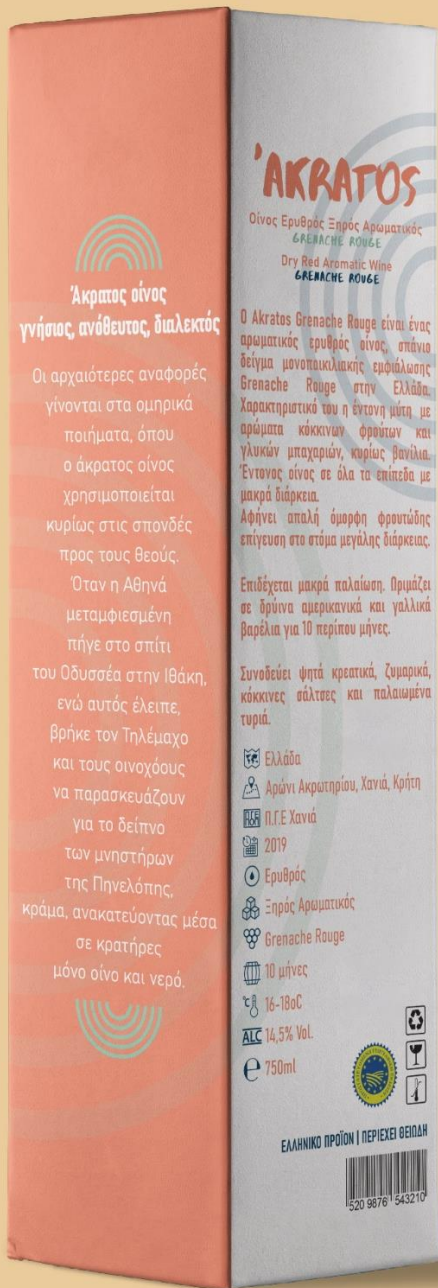 Άκρατος οίνος
γνήσιος, ανόθευτος, διαλεκτός
Οι αρχαιότερες αναφορές
γίνονται στα ομηρικά
ποιήματα, όπου
ο άκρατος οίνος
χρησιμοποιείται
κυρίως στις σπονδές
προς τους θεούς.
Όταν η Αθηνά
μεταμφιεσμένη
πήγε στο σπίτι
του Οδυσσέα στην Ιθάκη,
ενώ αυτός έλειπε,
βρήκε τον Τηλέμαχο
και τους οινοχόους
να παρασκευάζουν
για το δείπνο
των μνηστήρων
της Πηνελόπης,
κράμα, ανακατεύοντας μέσα
σε κρατήρες
μόνο οίνο και νερό.
'AKRATOS
Οίνος Ερυθρός Ξηρός Αρωματικός
GRENACHE ROUGE
Dry Red Aromatic Wine
GRENACHE ROUGE
Ο Akratos Grenache Rouge είναι ένας
αρωματικός ερυθρός οίνος, σπάνιο
δείγμα μονοποικιλιακής εμφιάλωσης
Grenache Rouge στην Ελλάδα.
Χαρακτηριστικό του η έντονη μύτη με
αρώματα κόκκινων φρούτων και
γλυκών μπαχαριών, κυρίως βανίλια.
Έντονος οίνος σε όλα τα επίπεδα με
μακρά διάρκεια.
Αφήνει απαλή όμορφη φρουτώδης
επίγευση στο στόμα μεγάλης διάρκειας.
Επιδέχεται μακρά παλαίωση. Ωριμάζει
σε δρύινα αμερικανικά και γαλλικά
βαρέλια για 10 περίπου μήνες.
Συνοδεύει ψητά κρεατικά, ζυμαρικά,
κόκκινες σάλτσες και παλαιωμένα
τυριά.
Ελλάδα
Αρώνι Ακρωτηρίου, Χανιά, Κρήτη
Π.Γ.Ε Χανιά
2019
Ερυθρός
Ξηρός Αρωματικός
Grenache Rouge
10 μήνες
°C 16-18οC
ALC 14,5% Vol.
e 750ml
ΕΛΛΗΝΙΚΟ ΠΡΟΪΟΝ | ΠΕΡΙΕΧΕΙ ΘΕΙΩΔΗ
520 9876 543210